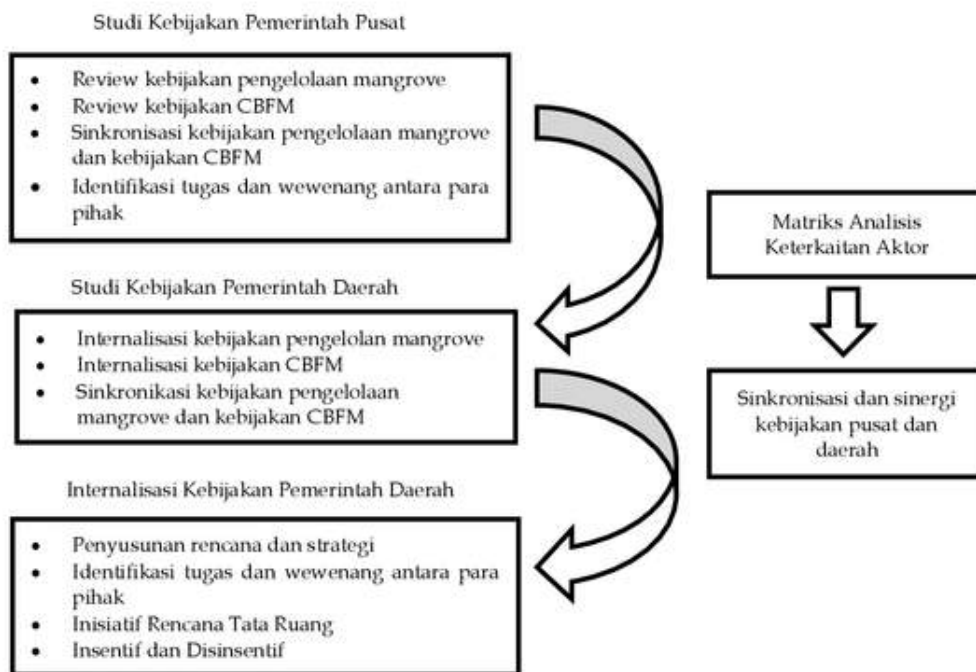 Studi Kebijakan Pemerintah Pusat
• Review kebijakan pengelolaan mangrove
• Review kebijakan CBFM
• Sinkronisasi kebijakan pengelolaan mangrove
dan kebijakan CBFM
• Identifikasi tugas dan wewenang antara para
pihak
Studi Kebijakan Pemerintah Daerah
• Internalisasi kebijakan pengelolan mangrove
• Internalisasi kebijakan CBFM
• Sinkronikasi kebijakan pengelolaan
mangrove dan kebijakan CBFM
Internalisasi Kebijakan Pemerintah Daerah
• Penyusunan rencana dan strategi
• Identifikasi tugas dan wewenang antara para
pihak
• Inisiatif Rencana Tata Ruang
• Insentif dan Disinsentif
Matriks Analisis
Keterkaitan Aktor
Sinkronisasi dan sinergi
kebijakan pusat dan
daerah